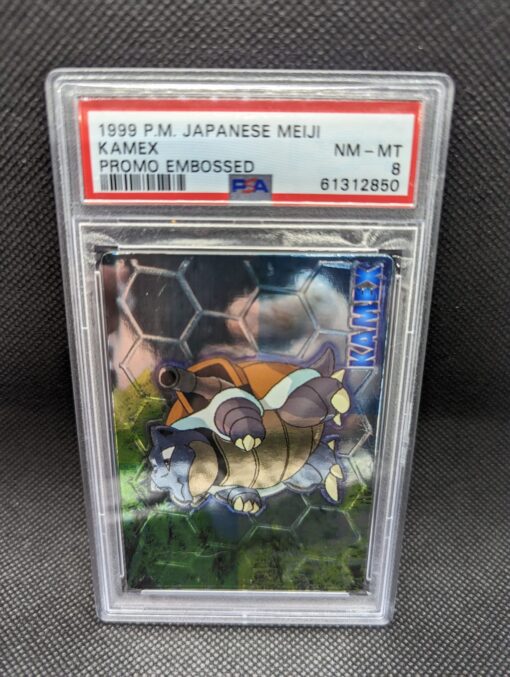 1999 P.M. JAPANESE MEIJI
KAMEX NM-MT
PROMO EMBOSSED 8
PSA 61312850
KAMEX